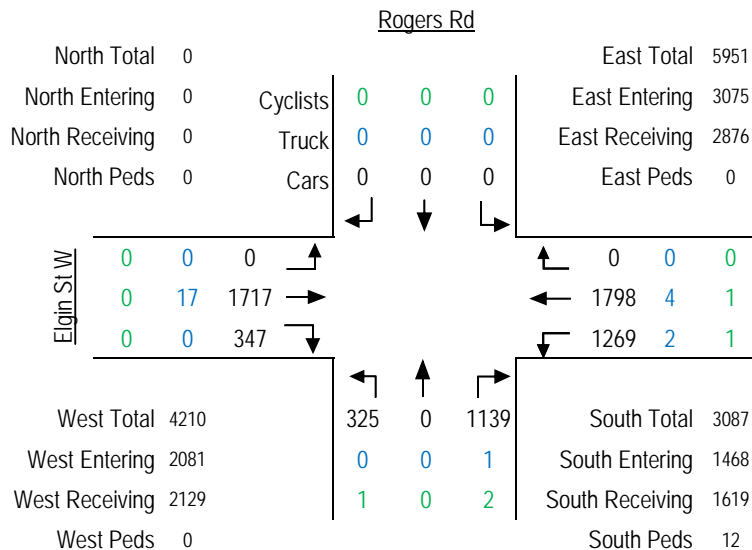 Rogers Rd
North Total 0 East Total 5951
North Entering 0 Cyclists 0 0 0 East Entering 3075
North Receiving 0 Truck 0 0 0 East Receiving 2876
North Peds 0 Cars 0 0 0 East Peds 0
Elgin St W
0 0 0 0 0 0
0 17 1717 1798 4 1
0 0 347 1269 2 1
West Total 4210 325 0 1139 South Total 3087
West Entering 2081 0 0 1 South Entering 1468
West Receiving 2129 1 0 2 South Receiving 1619
West Peds 0 South Peds 12